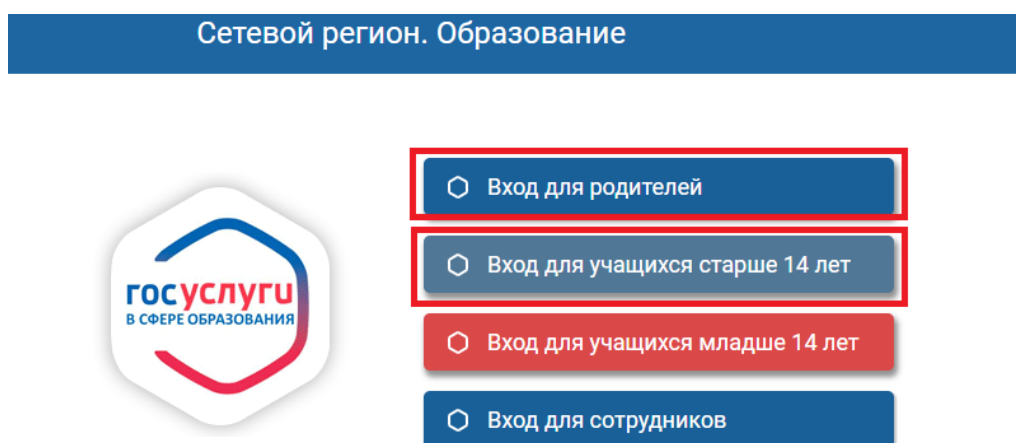 Сетевой регион. Образование
Вход для родителей
Вход для учащихся старше 14 лет
госуслуги
В СФЕРЕ ОБРАЗОВАНИЯ
Вход для учащихся младше 14 лет
Вход для сотрудников